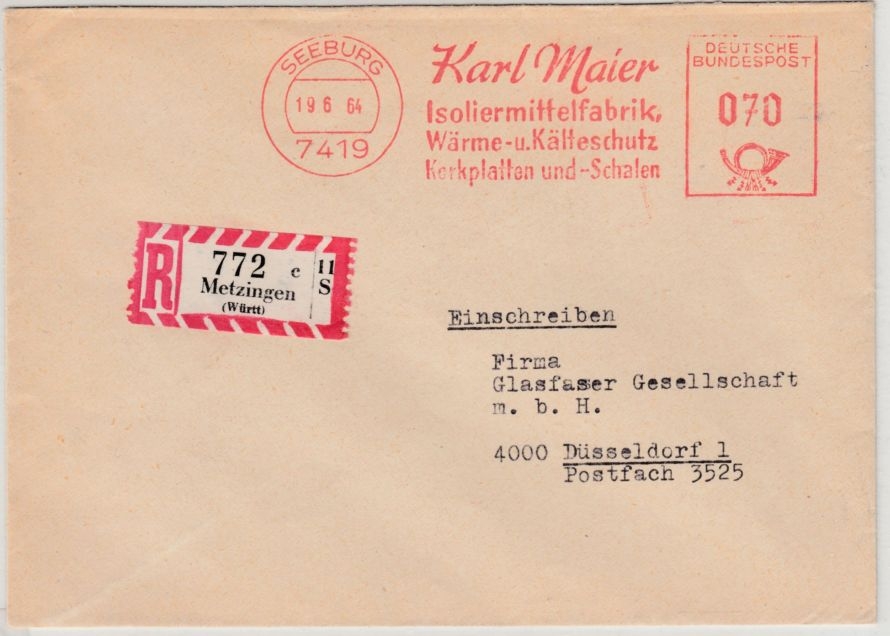 SEEBURG
19 6 64
7419
Karl Maier
Isoliermittelfabrik,
Wärme-u.Kälteschutz
Korkplatten und -Schalen
DEUTSCHE
BUNDESPOST
070
R
772 c
Metzingen
(Württ)
11
S
Einschreiben
Firma
Glasfaser Gesellschaft
m. b. H.
4000 Düsseldorf 1
Postfach 3525